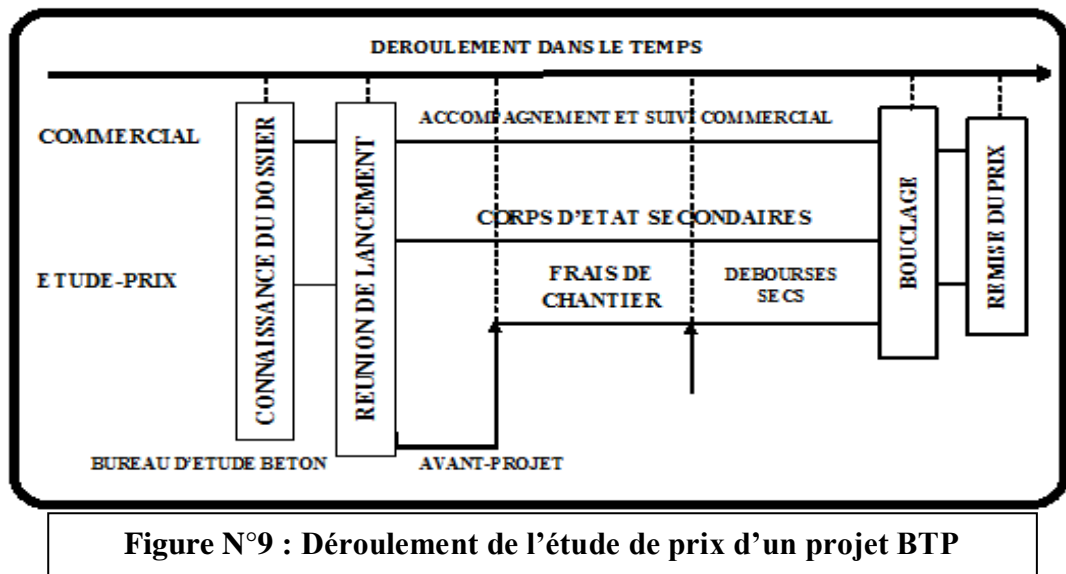 DEROULEMENT DANS LE TEMPS
COMMERCIAL
ETUDE-PRIX
CONNAISSANCE DU DOSSIER
REUNION DE LANCEMENT
ACCOMPAGNEMENT ET SUIVI COMMERCIAL
CORPS D'ETAT SECONDAIRES
FRAIS DE
CHANTIER
DEBOURSES
SECS
BOUCLAGE
REMISE DU PRIX
BUREAU D'ETUDE BETON
AVANT-PROJET
Figure N°9 : Déroulement de l'étude de prix d'un projet BTP